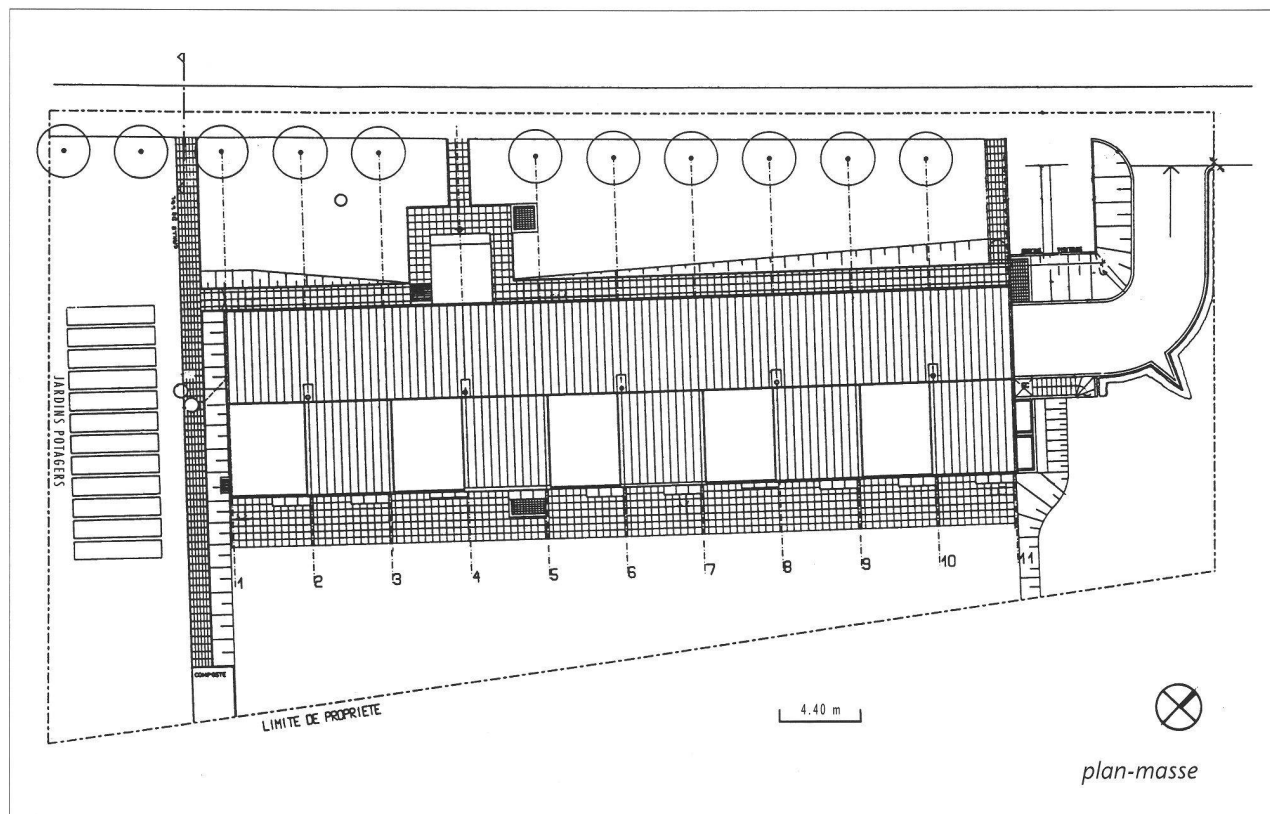 JARDINS POTAGERS
1
2
3
4
5
6
7
8
9
10
11
COMPOSTE
LIMITE DE PROPRIETE
4.40 m
plan-masse